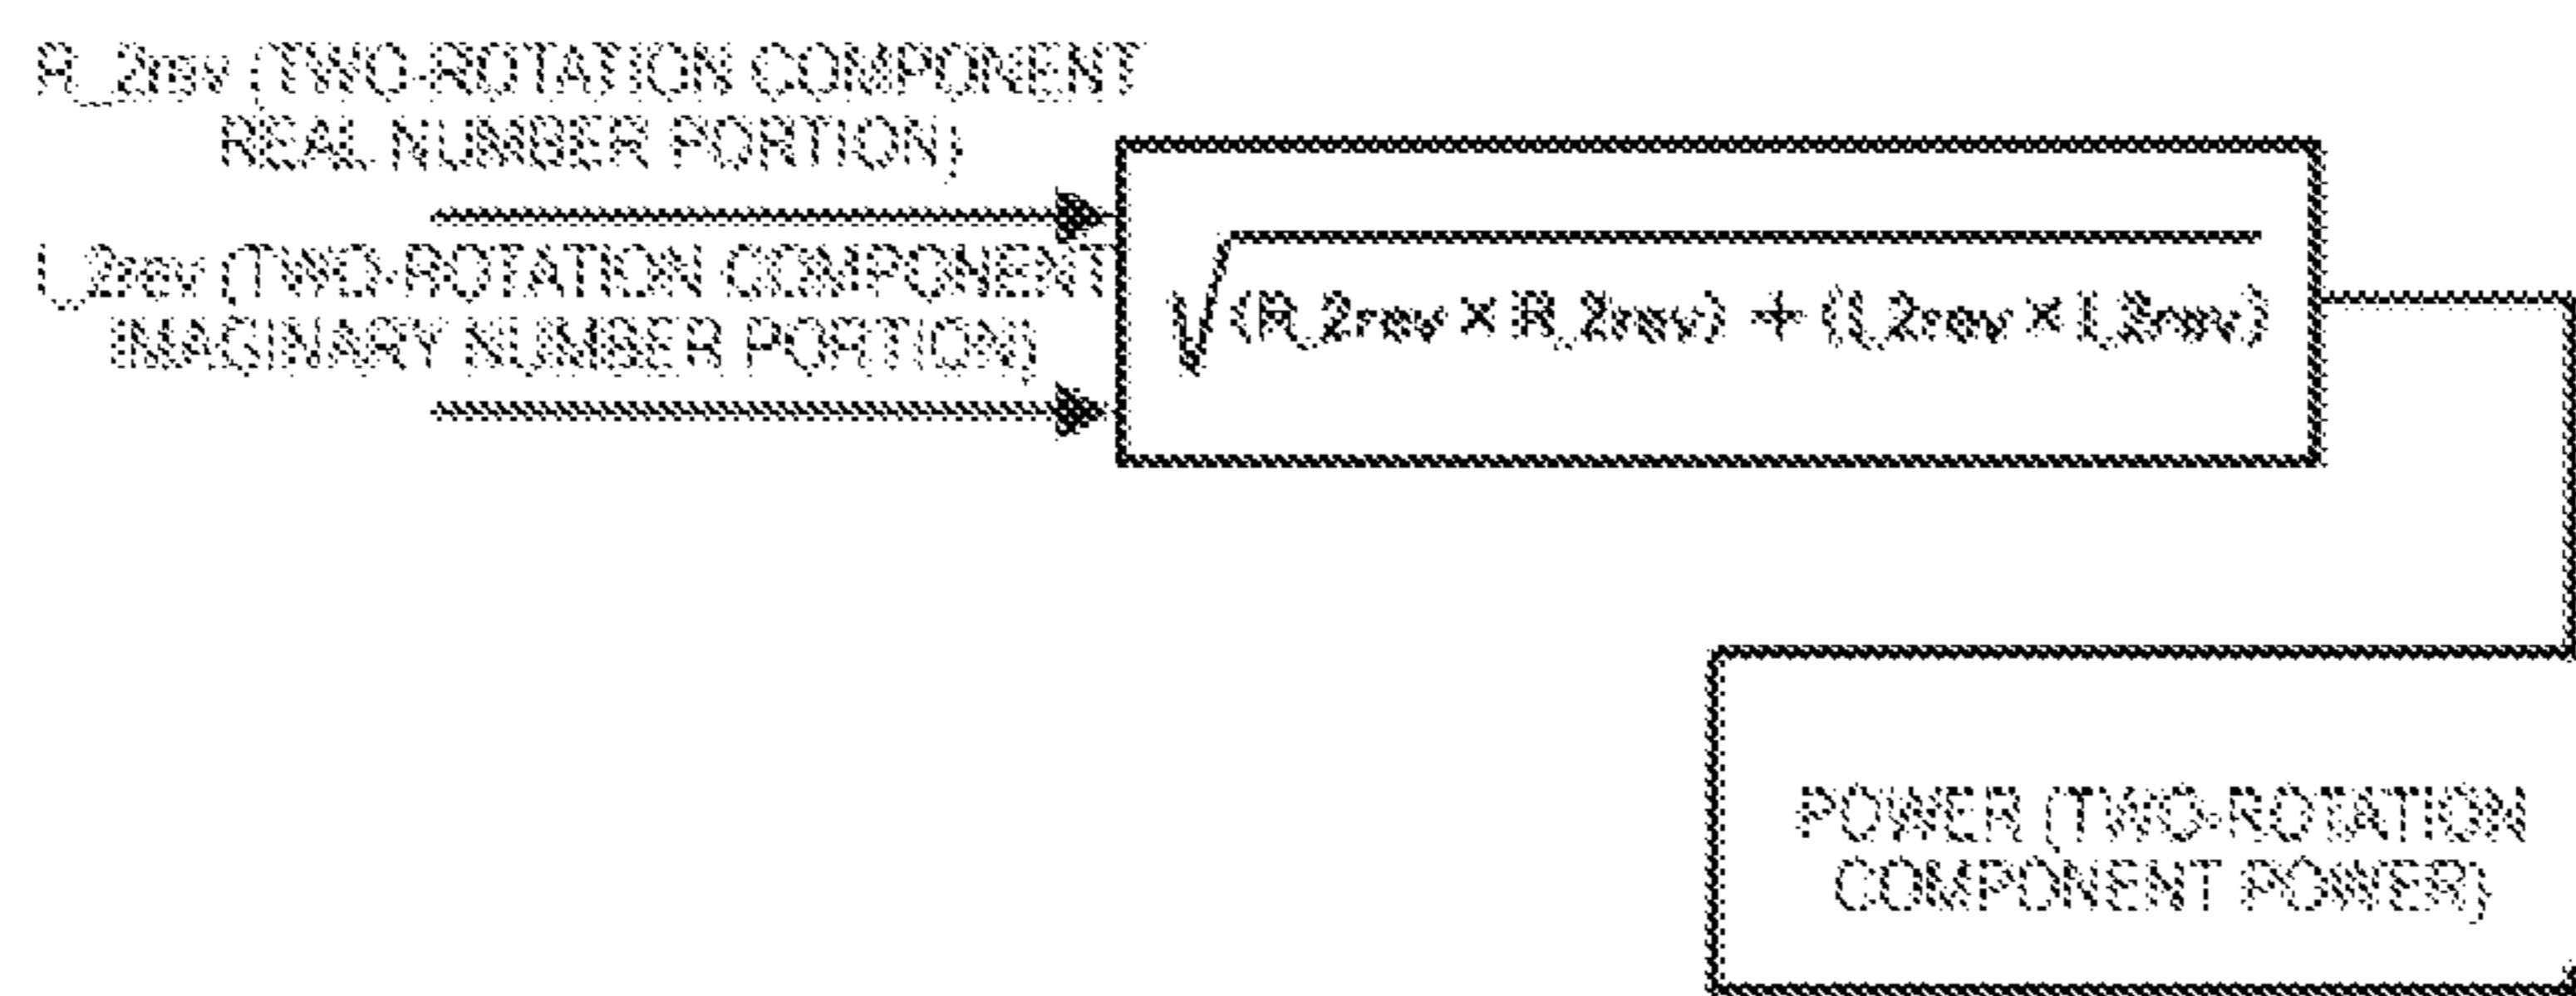 R_2rev (TWO-ROTATION COMPONENT
REAL NUMBER PORTION)
I_2rev (TWO-ROTATION COMPONENT
IMAGINARY NUMBER PORTION)
√(R_2rev × R_2rev) + (I_2rev × I_2rev)
POWER (TWO-ROTATION
COMPONENT POWER)